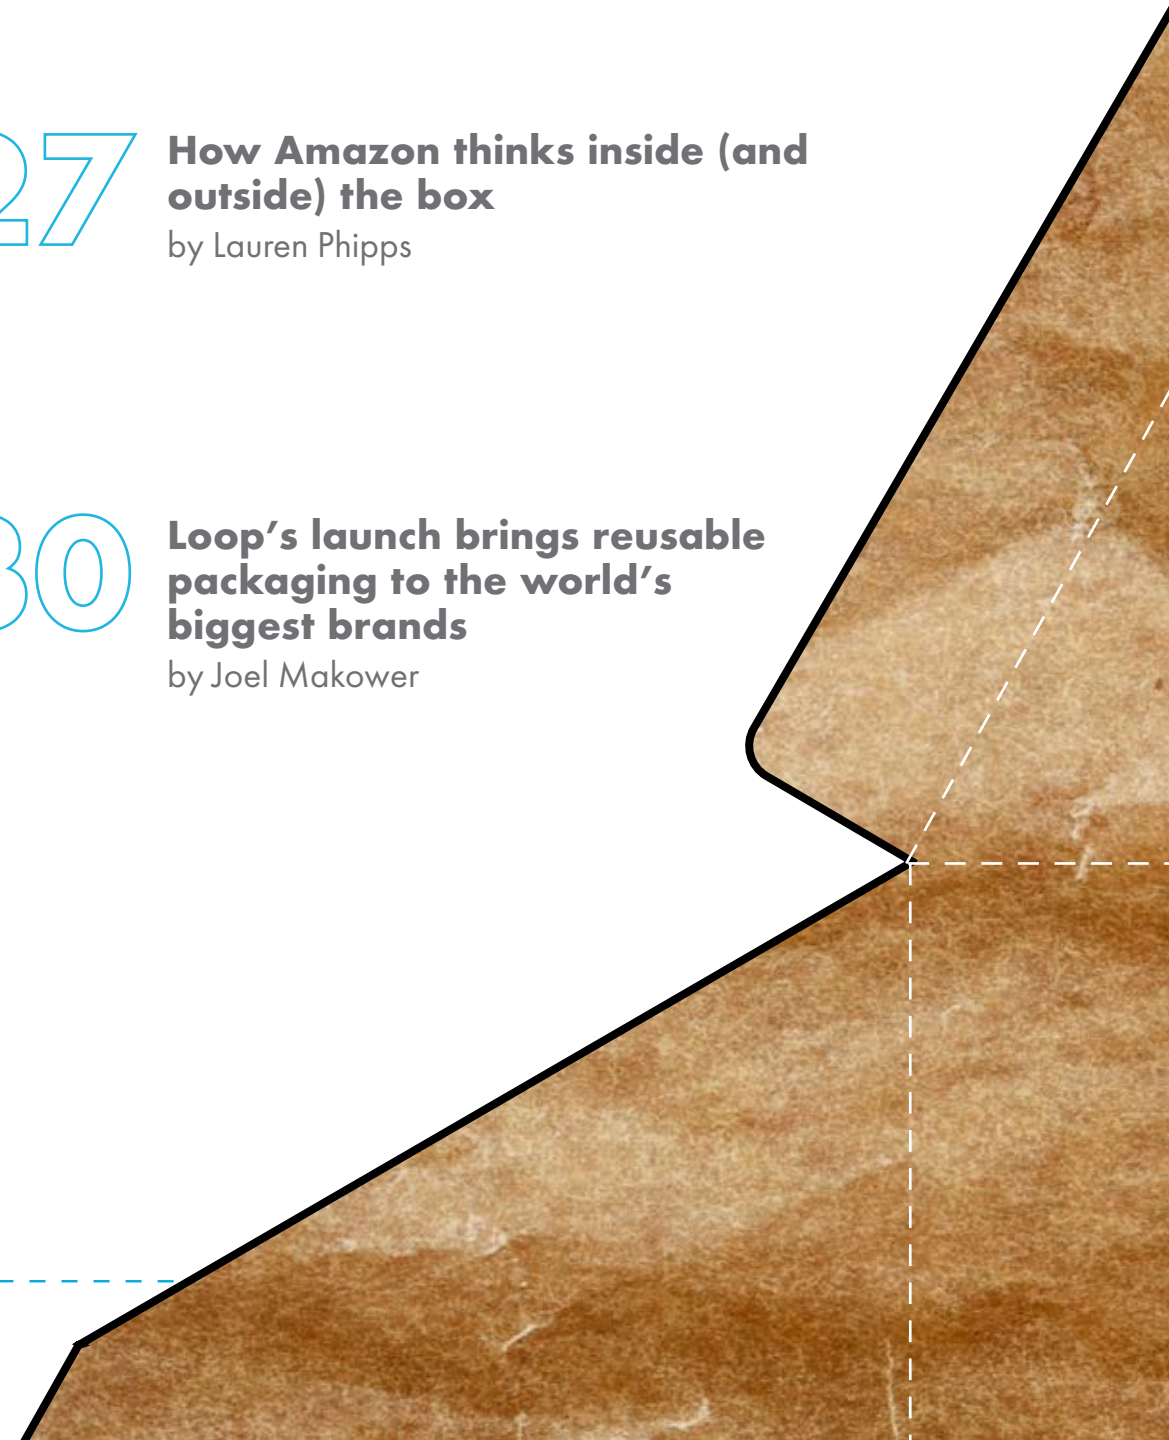 27
How Amazon thinks inside (and
outside) the box
by Lauren Phipps
30
Loop’s launch brings reusable
packaging to the world’s
biggest brands
by Joel Makower